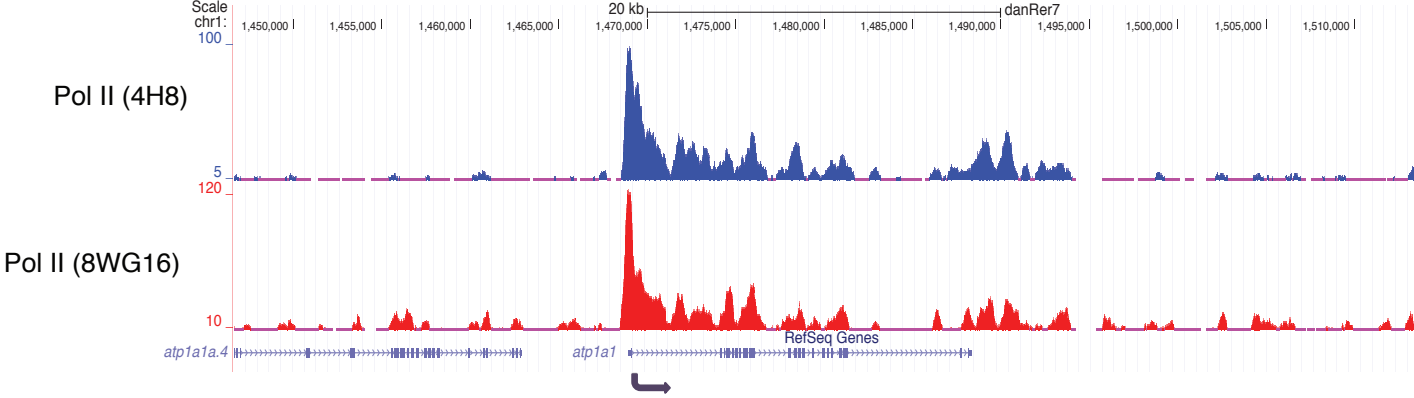 Scale 20 kb danRer7
chr1: 1,450,000 1,455,000 1,460,000 1,465,000 1,470,000 1,475,000 1,480,000 1,485,000 1,490,000 1,495,000 1,500,000 1,505,000 1,510,000
100
Pol II (4H8)
5
120
Pol II (8WG16)
10
RefSeq Genes
atp1a1a.4 atp1a1